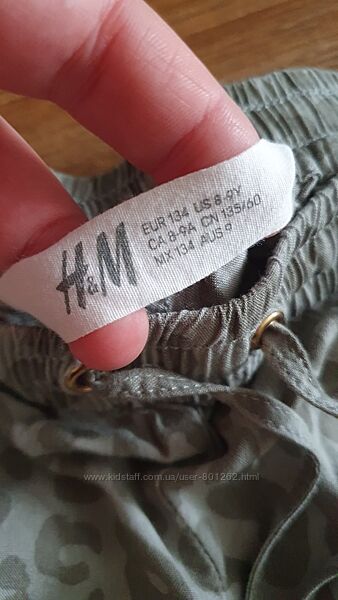 H&M
EUR 134 US 8-9Y
CA 8-9A CN 135/60
MX 134 AUS 9
www.kidstaff.com.ua/user-801262.html